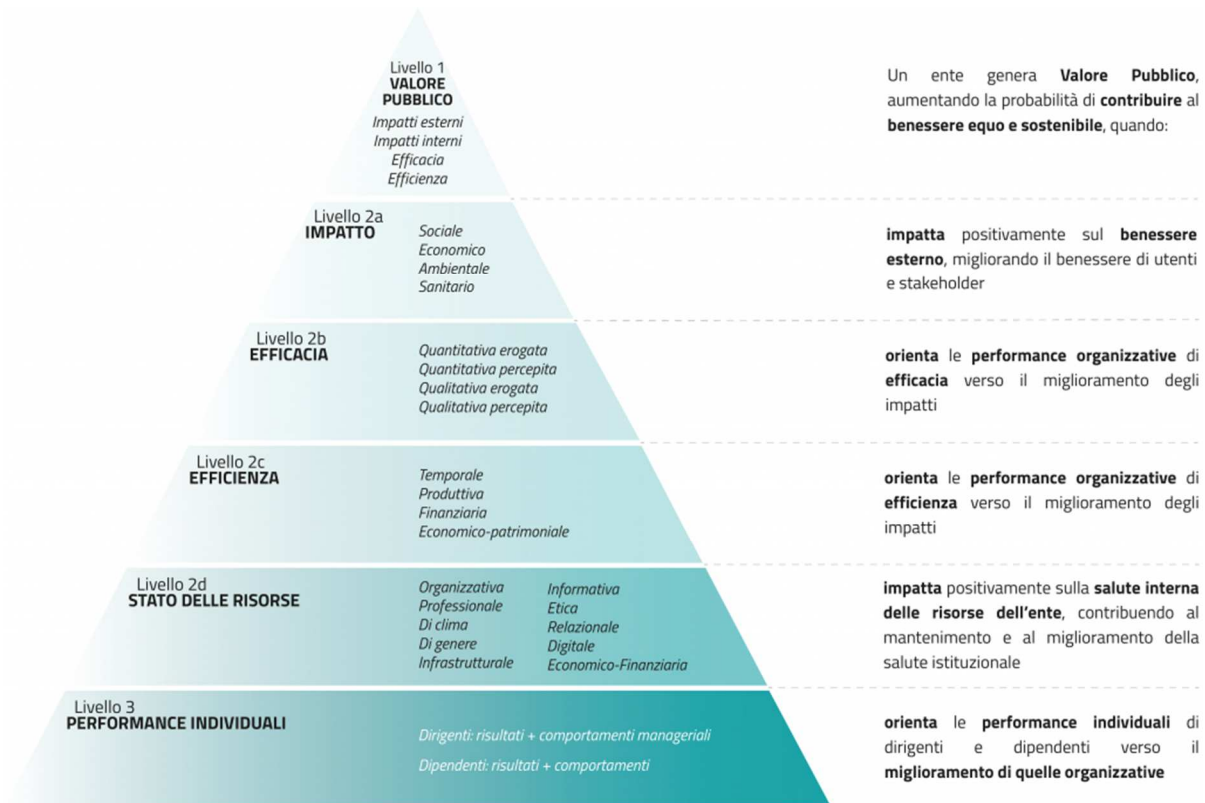 Livello 1
VALORE
PUBBLICO
Impatti esterni
Impatti interni
Efficacia
Efficienza
Un ente genera Valore Pubblico,
aumentando la probabilità di contribuire al
benessere equo e sostenibile, quando:
Livello 2a
IMPATTO
Sociale
Economico
Ambientale
Sanitario
impatta positivamente sul benessere
esterno, migliorando il benessere di utenti
e stakeholder
Livello 2b
EFFICACIA
Quantitativa erogata
Quantitativa percepita
Qualitativa erogata
Qualitativa percepita
orienta le performance organizzative di
efficacia verso il miglioramento degli
impatti
Livello 2c
EFFICIENZA
Temporale
Produttiva
Finanziaria
Economico-patrimoniale
orienta le performance organizzative di
efficienza verso il miglioramento degli
impatti
Livello 2d
STATO DELLE RISORSE
Organizzativa
Professionale
Di clima
Di genere
Infrastrutturale
Informativa
Etica
Relazionale
Digitale
Economico-Finanziaria
impatta positivamente sulla salute interna
delle risorse dell'ente, contribuendo al
mantenimento e al miglioramento della
salute istituzionale
Livello 3
PERFORMANCE INDIVIDUALI
Dirigenti: risultati + comportamenti manageriali
Dipendenti: risultati + comportamenti
orienta le performance individuali di
dirigenti e dipendenti verso il
miglioramento di quelle organizzative